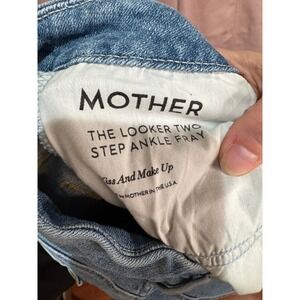 MOTHER
THE LOOKER TWO
STEP ANKLE FRAY
Kiss And Make Up
MOTHER IN THE U.S.A.